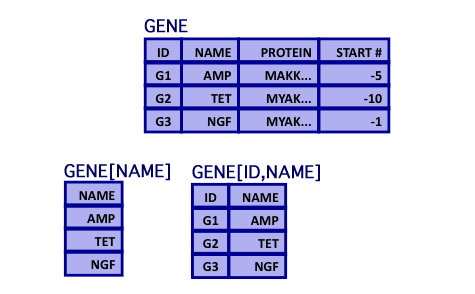 GENE
ID NAME PROTEIN START #
G1 AMP MAKK... -5
G2 TET MYAK... -10
G3 NGF MYAK... -1
GENE[NAME]
NAME
AMP
TET
NGF
GENE[ID,NAME]
ID NAME
G1 AMP
G2 TET
G3 NGF